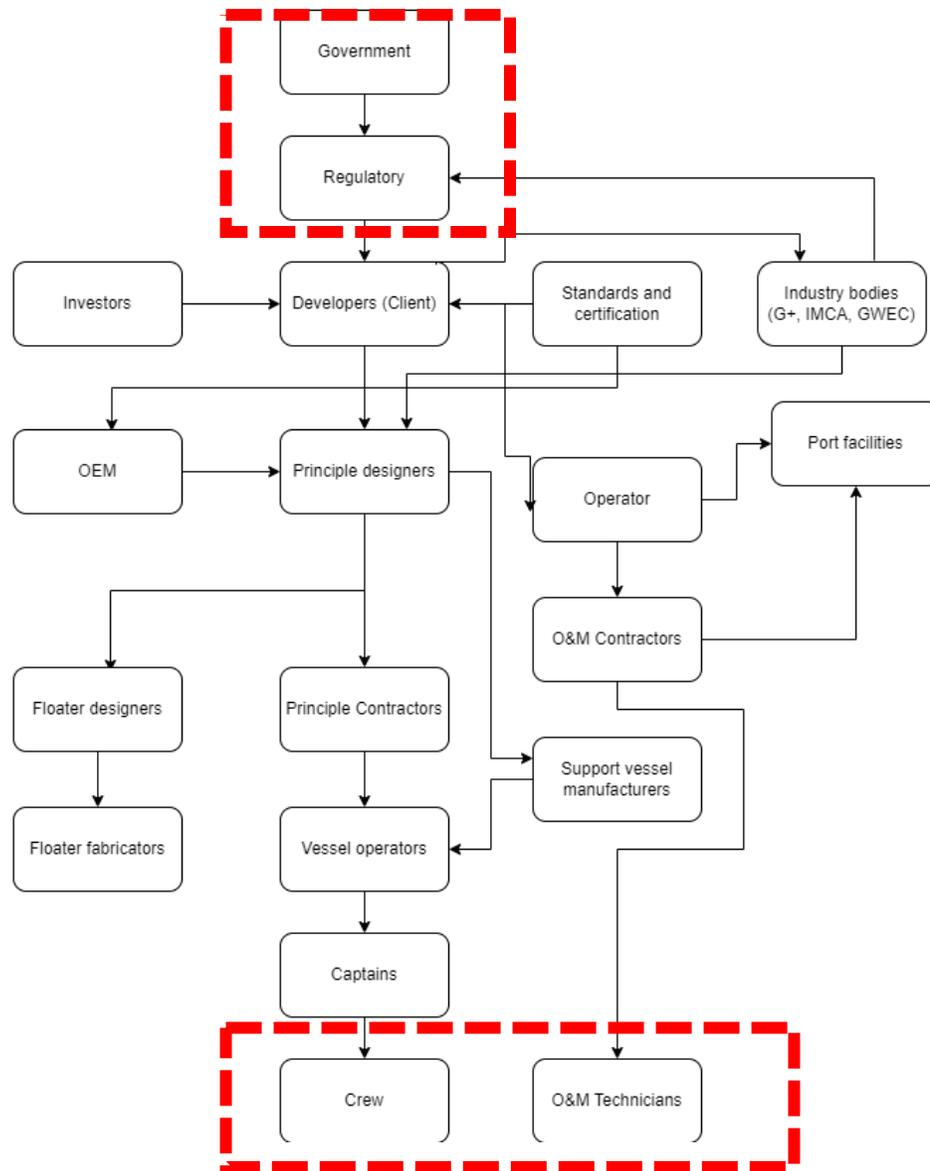 Government
Regulatory
Investors
Developers (Client)
Standards and
certification
Industry bodies
(G+, IMCA, GWEC)
OEM
Principle designers
Operator
Port facilities
O&M Contractors
Floater designers
Principle Contractors
Support vessel
manufacturers
Floater fabricators
Vessel operators
Captains
Crew
O&M Technicians